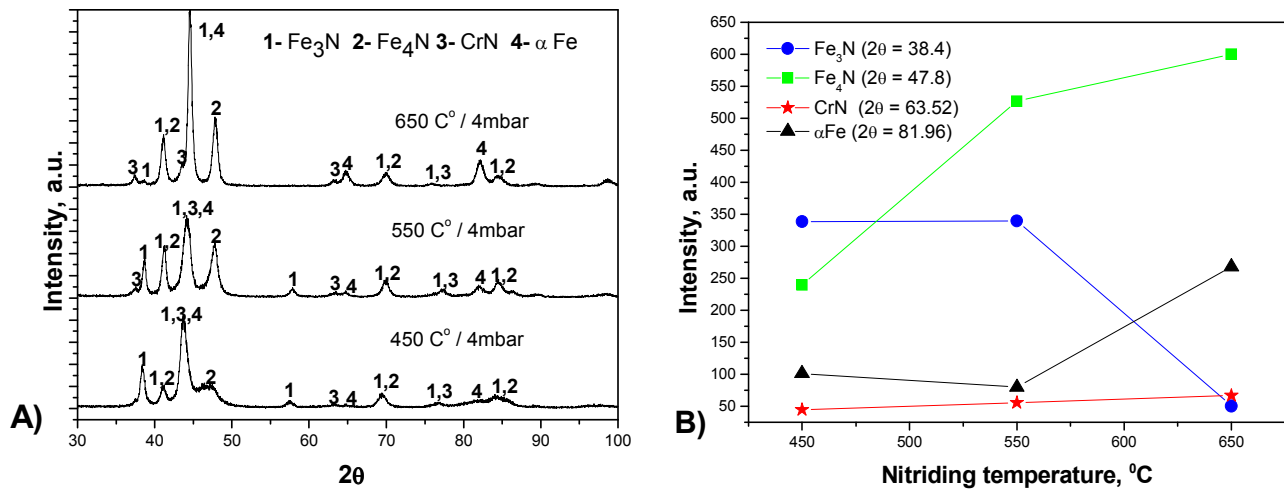 A)
Intensity, a.u.
1- Fe3N 2- Fe4N 3- CrN 4- α Fe
1,4
3 1 1,2 3 2 3 4 1,2 1,3 4 1,2
650 C° / 4mbar
1,3,4
3 1 1,2 2 1 3 4 1,2 1,3 4 1,2
550 C° / 4mbar
1,3,4
1 1,2 2 1 3 4 1,2 1,3 4 1,2
450 C° / 4mbar
30 40 50 60 70 80 90 100
2θ
B)
Intensity, a.u.
650
600
550
500
450
400
350
300
250
200
150
100
50
Fe3N (2θ = 38.4)
Fe4N (2θ = 47.8)
CrN (2θ = 63.52)
αFe (2θ = 81.96)
450 500 550 600 650
Nitriding temperature, ⁰C